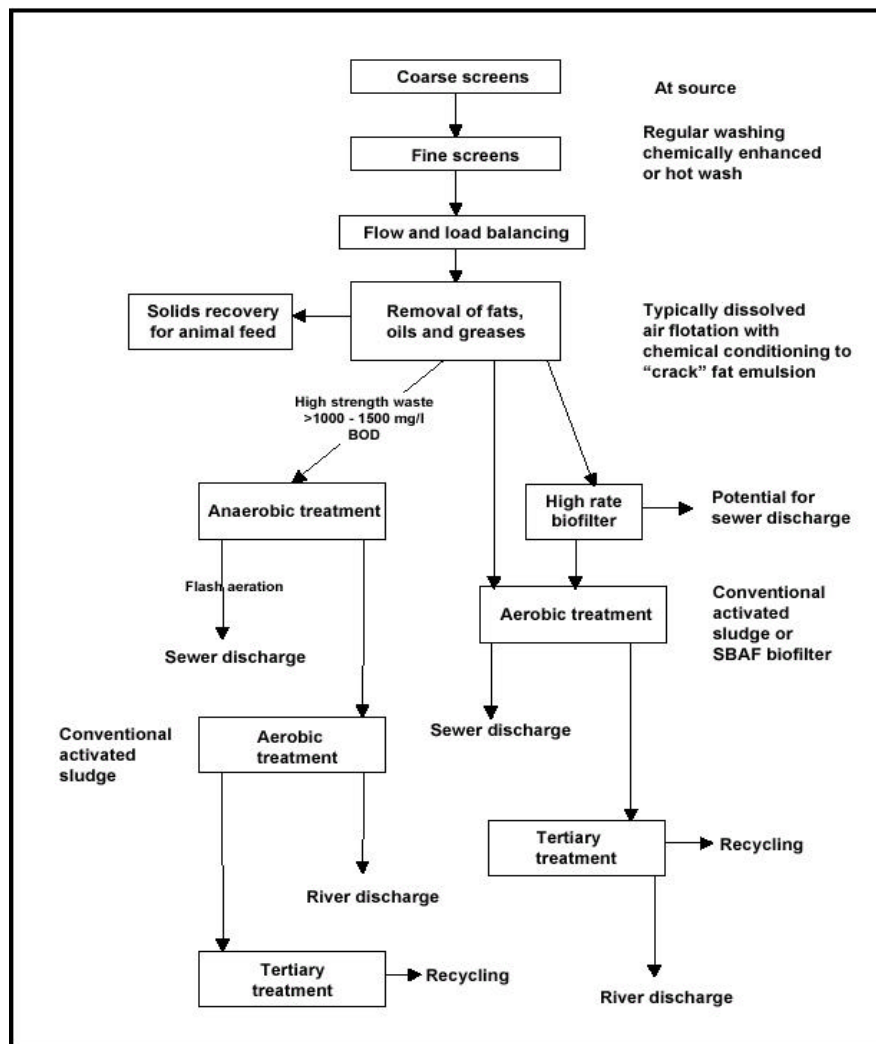 Coarse screens
At source
Regular washing
chemically enhanced
or hot wash
Fine screens
Flow and load balancing
Solids recovery
for animal feed
Removal of fats,
oils and greases
Typically dissolved
air flotation with
chemical conditioning to
“crack” fat emulsion
High strength waste
>1000 - 1500 mg/l
BOD
Anaerobic treatment
High rate
biofilter
Potential for
sewer discharge
Flash aeration
Sewer discharge
Aerobic treatment
Conventional
activated
sludge or
SBAF biofilter
Conventional
activated
sludge
Aerobic
treatment
Sewer discharge
Tertiary
treatment
Recycling
River discharge
Tertiary
treatment
Recycling
River discharge